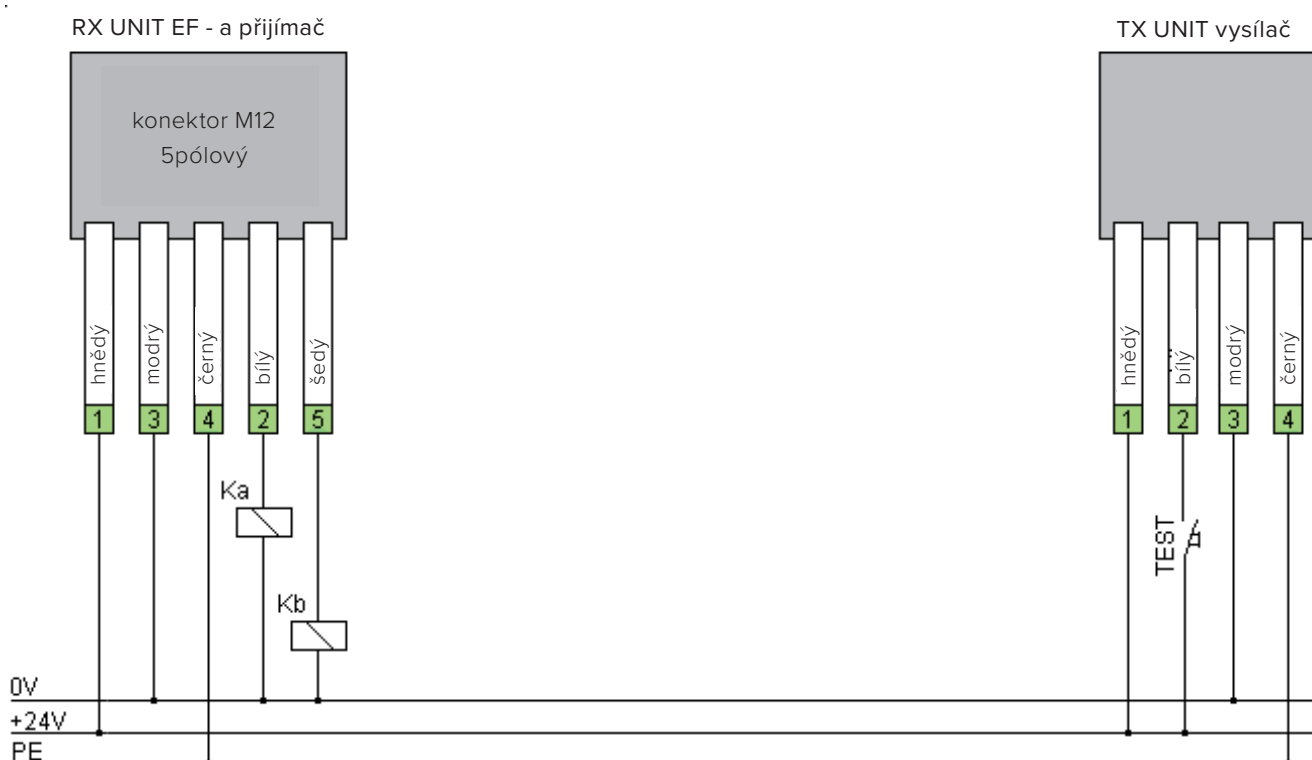 RX UNIT EF - a přijímač
TX UNIT vysílač
konektor M12
5pólový
hnědý
modrý
černý
bílý
šedý
hnědý
bílý
modrý
černý
1 3 4 2 5
1 2 3 4
Ka
TEST
Kb
0V
+24V
PE